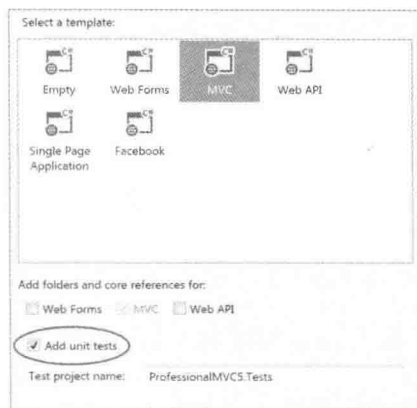 Select a template:
Empty
Web Forms
MVC
Web API
Single Page
Application
Facebook
Add folders and core references for:
Web Forms MVC Web API
Add unit tests
Test project name: ProfessionalMVC5.Tests